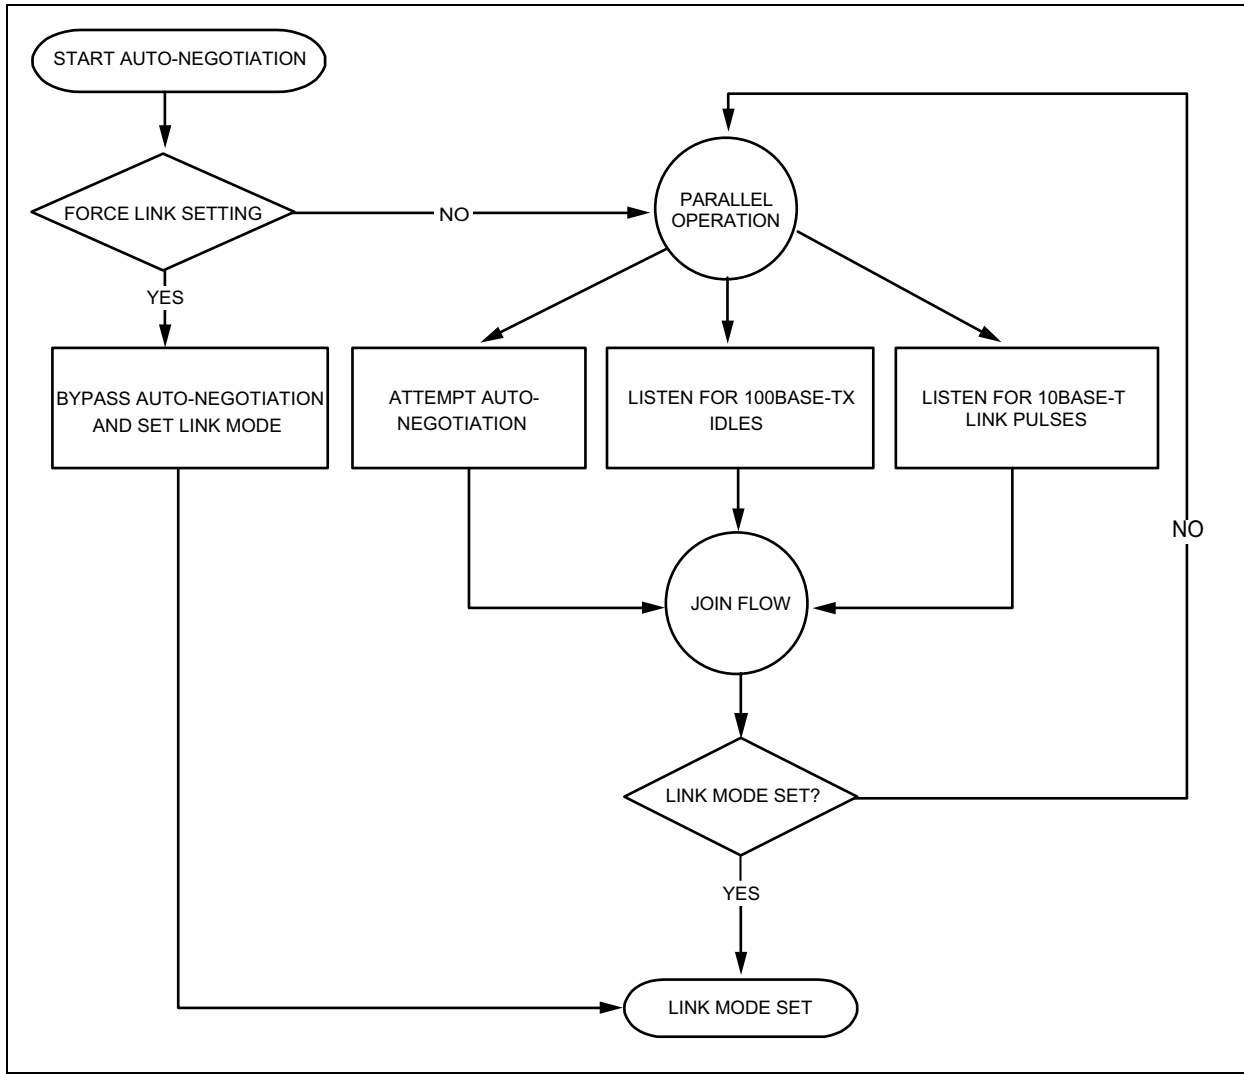 START AUTO-NEGOTIATION
FORCE LINK SETTING
NO
PARALLEL
OPERATION
YES
BYPASS AUTO-NEGOTIATION
AND SET LINK MODE
ATTEMPT AUTO-
NEGOTIATION
LISTEN FOR 100BASE-TX
IDLES
LISTEN FOR 10BASE-T
LINK PULSES
NO
JOIN FLOW
LINK MODE SET?
YES
LINK MODE SET